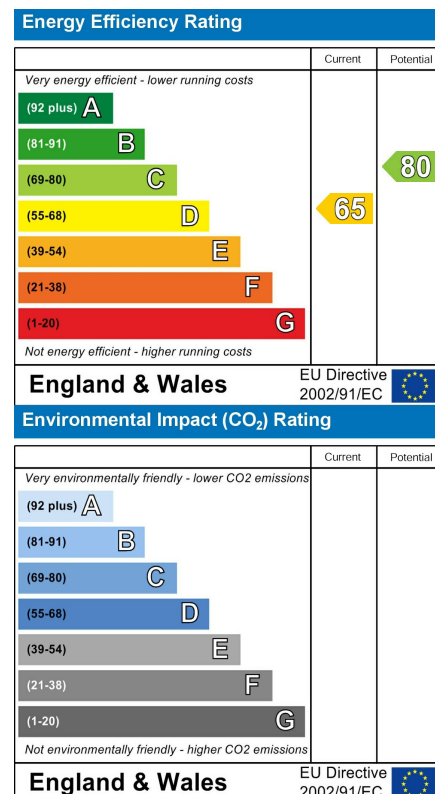 Energy Efficiency Rating
Current Potential
Very energy efficient - lower running costs
(92 plus) A
(81-91) B
(69-80) C
80
(55-68) D
65
(39-54) E
(21-38) F
(1-20) G
Not energy efficient - higher running costs
England & Wales
EU Directive
2002/91/EC
Environmental Impact (CO₂) Rating
Current Potential
Very environmentally friendly - lower CO2 emissions
(92 plus) A
(81-91) B
(69-80) C
(55-68) D
(39-54) E
(21-38) F
(1-20) G
Not environmentally friendly - higher CO2 emissions
England & Wales
EU Directive
2002/91/EC